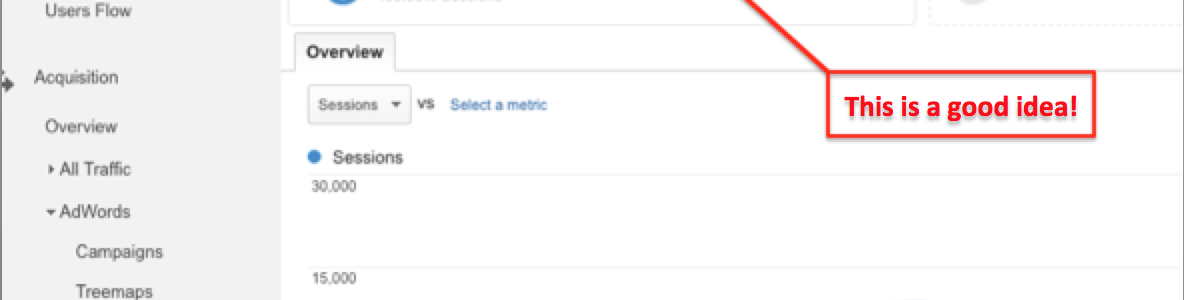 Users Flow
Acquisition
Overview
All Traffic
AdWords
Campaigns
Treemaps
Overview
Sessions vs Select a metric
This is a good idea!
Sessions
30,000
15,000